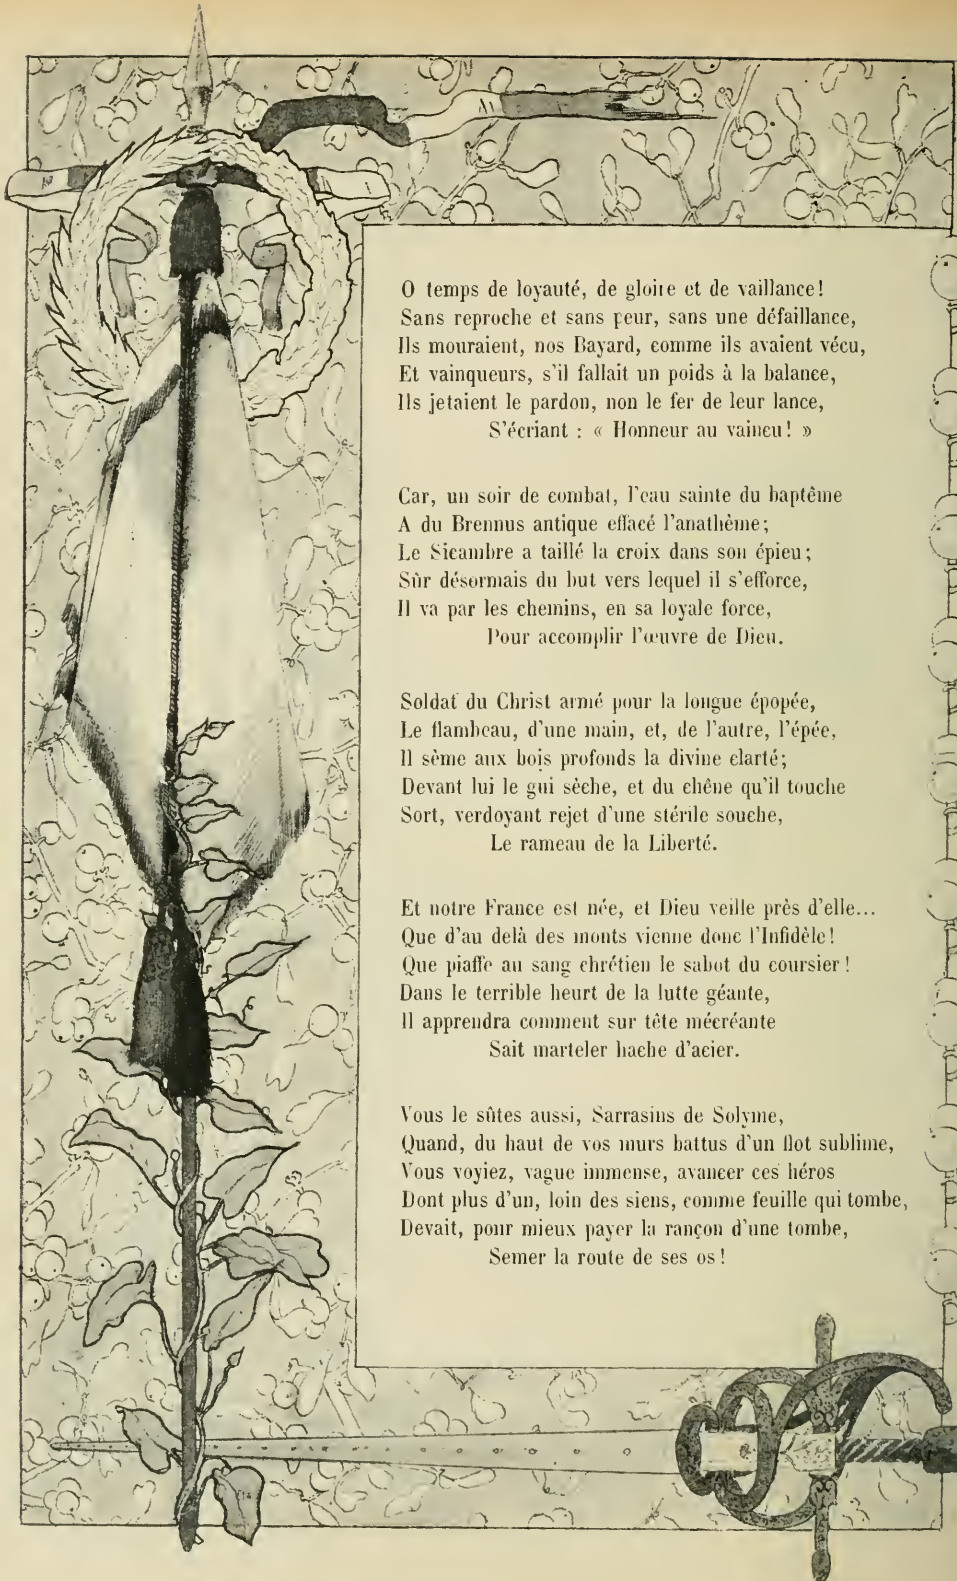 O temps de loyauté, de gloire et de vaillance!
Sans reproche et sans peur, sans une défaillance,
Ils mouraient, nos Bayard, comme ils avaient vécu,
Et vainqueurs, s'il fallait un poids à la balance,
Ils jetaient le pardon, non le fer de leur lance,
S'écriant : « Honneur au vaincu! »
Car, un soir de combat, l'eau sainte du baptême
A du Brennus antique effacé l'anathème;
Le Sicambre a taillé la croix dans son épieu;
Sûr désormais du but vers lequel il s'efforce,
Il va par les chemins, en sa loyale force,
Pour accomplir l'œuvre de Dieu.
Soldat du Christ armé pour la longue épopée,
Le flambeau, d'une main, et, de l'autre, l'épée,
Il sème aux bois profonds la divine clarté;
Devant lui le gui sèche, et du chêne qu'il touche
Sort, verdoyant rejet d'une stérile souche,
Le rameau de la Liberté.
Et notre France est née, et Dieu veille près d'elle...
Que d'au delà des monts vienne donc l'Infidèle!
Que piaffe au sang chrétien le sabot du coursier!
Dans le terrible heurt de la lutte géante,
Il apprendra comment sur tête mécréante
Sait marteler hache d'acier.
Vous le sûtes aussi, Sarrasins de Solyme,
Quand, du haut de vos murs battus d'un flot sublime,
Vous voyiez, vague immense, avancer ces héros
Dont plus d'un, loin des siens, comme feuille qui tombe,
Devait, pour mieux payer la rançon d'une tombe,
Semer la route de ses os!